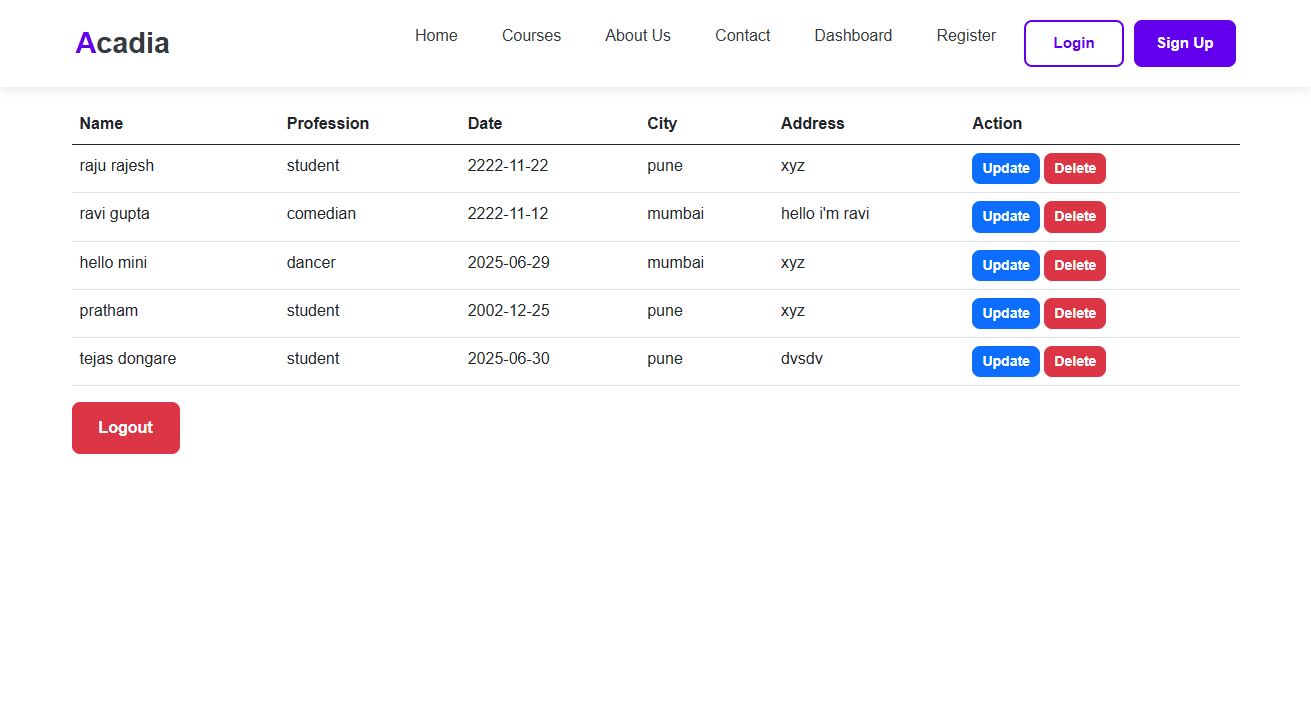 Acadia Home Courses About Us Contact Dashboard Register Login Sign Up
Name Profession Date City Address Action
raju rajesh student 2222-11-22 pune xyz Update Delete
ravi gupta comedian 2222-11-12 mumbai hello i'm ravi Update Delete
hello mini dancer 2025-06-29 mumbai xyz Update Delete
pratham student 2002-12-25 pune xyz Update Delete
tejas dongare student 2025-06-30 pune dvsdv Update Delete
Logout